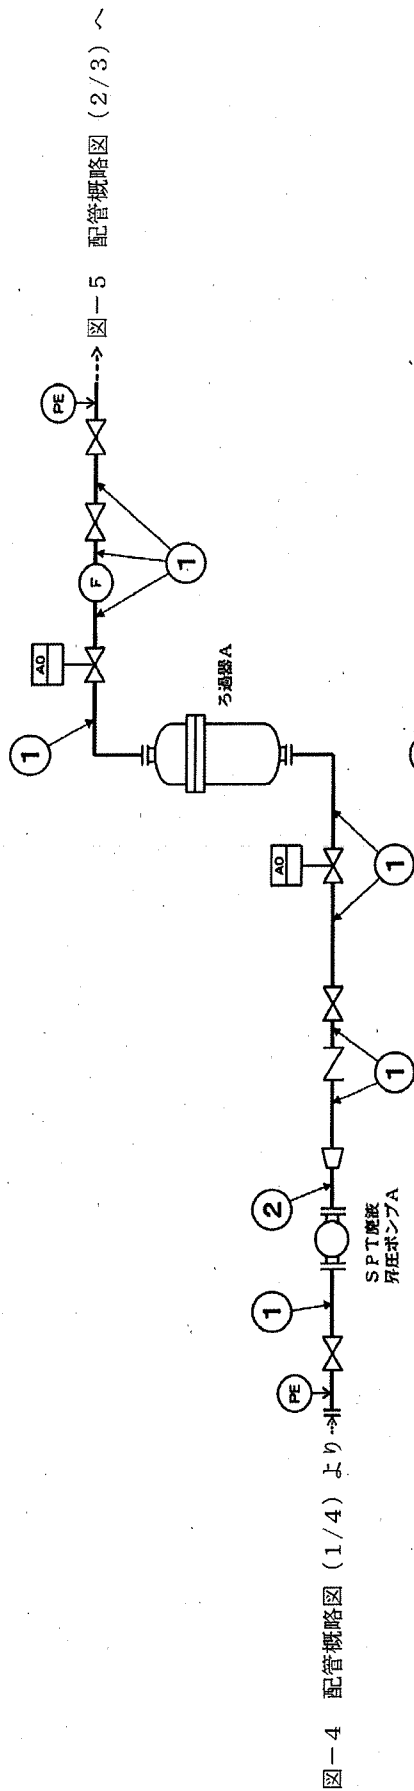 図－4 配管概略図（1/4）より
PE
1
SPT廃液
昇圧ポンプA
2
1
AO
1
ろ過器A
1
AO
F
1
PE
図－5 配管概略図（2/3）へ